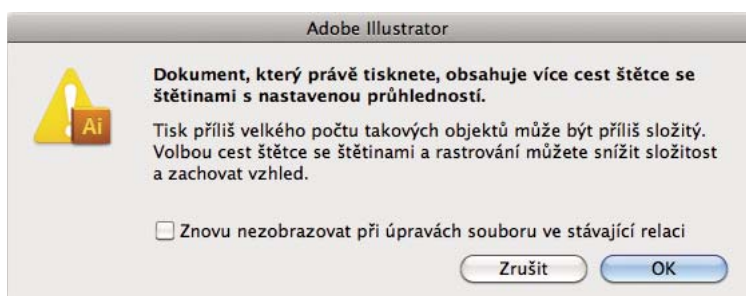 Adobe Illustrator
Dokument, který právě tisknete, obsahuje více cest štětce se
štětinami s nastavenou průhledností.
Ai
Tisk příliš velkého počtu takových objektů může být příliš složitý.
Volbou cest štětce se štětinami a rastrování můžete snížit složitost
a zachovat vzhled.
Znovu nezobrazovat při úpravách souboru ve stávající relaci
Zrušit OK